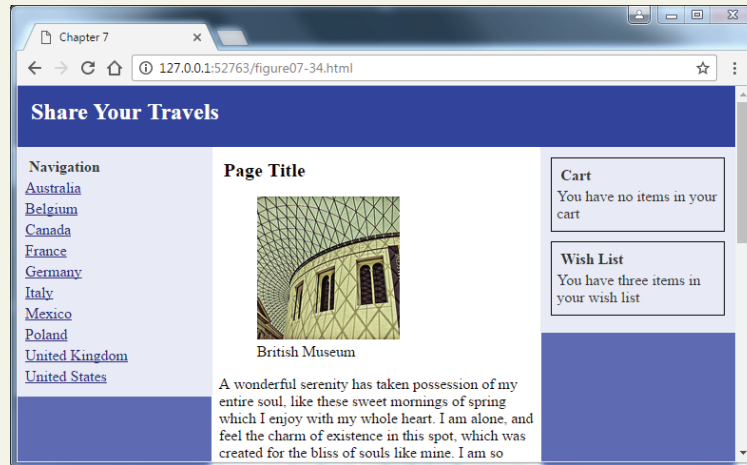 Chapter 7
127.0.0.1:52763/figure07-34.html
Share Your Travels
Navigation
Australia
Belgium
Canada
France
Germany
Italy
Mexico
Poland
United Kingdom
United States
Page Title
British Museum
A wonderful serenity has taken possession of my
entire soul, like these sweet mornings of spring
which I enjoy with my whole heart. I am alone, and
feel the charm of existence in this spot, which was
created for the bliss of souls like mine. I am so
Cart
You have no items in your
cart
Wish List
You have three items in
your wish list